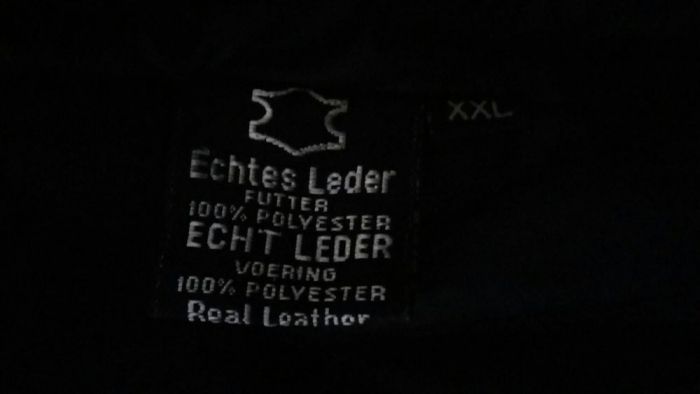 XXL
Echtes Leder
FUTTER
100% POLYESTER
ECHT LEDER
VOERING
100% POLYESTER
Real Leather